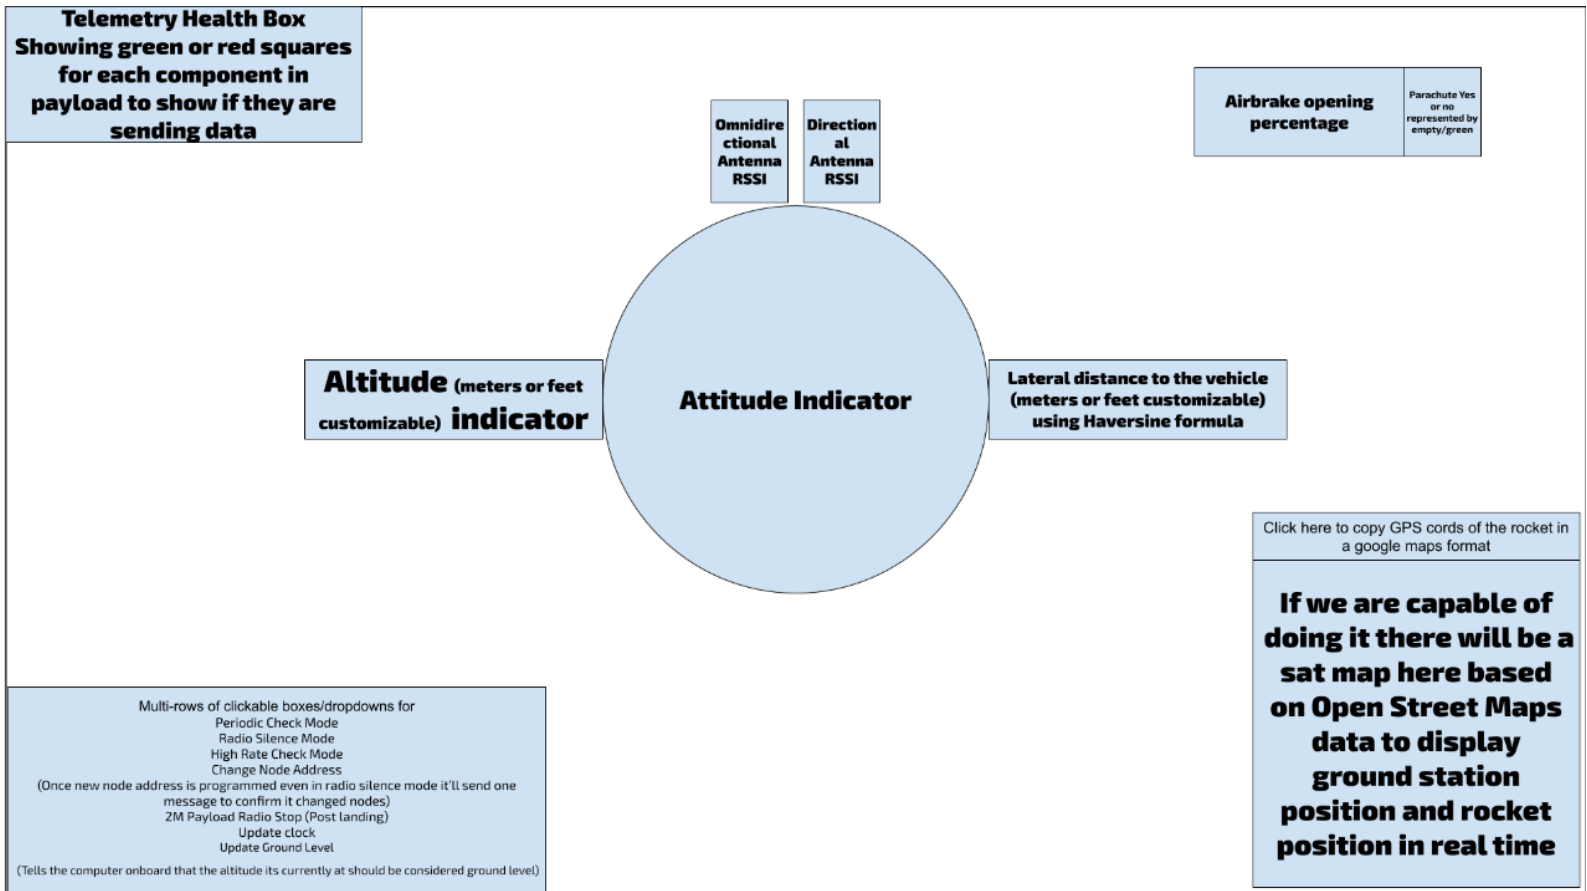 Telemetry Health Box
Showing green or red squares
for each component in
payload to show if they are
sending data
Omnidire
ctional
Antenna
RSSI
Direction
al
Antenna
RSSI
Airbrake opening
percentage
Parachute Yes
or no
represented by
empty/green
Altitude (meters or feet
customizable) indicator
Attitude Indicator
Lateral distance to the vehicle
(meters or feet customizable)
using Haversine formula
Click here to copy GPS cords of the rocket in
a google maps format
If we are capable of
doing it there will be a
sat map here based
on Open Street Maps
data to display
ground station
position and rocket
position in real time
Multi-rows of clickable boxes/dropdowns for
Periodic Check Mode
Radio Silence Mode
High Rate Check Mode
Change Node Address
(Once new node address is programmed even in radio silence mode it'll send one
message to confirm it changed nodes)
2M Payload Radio Stop (Post landing)
Update clock
Update Ground Level
(Tells the computer onboard that the altitude its currently at should be considered ground level)